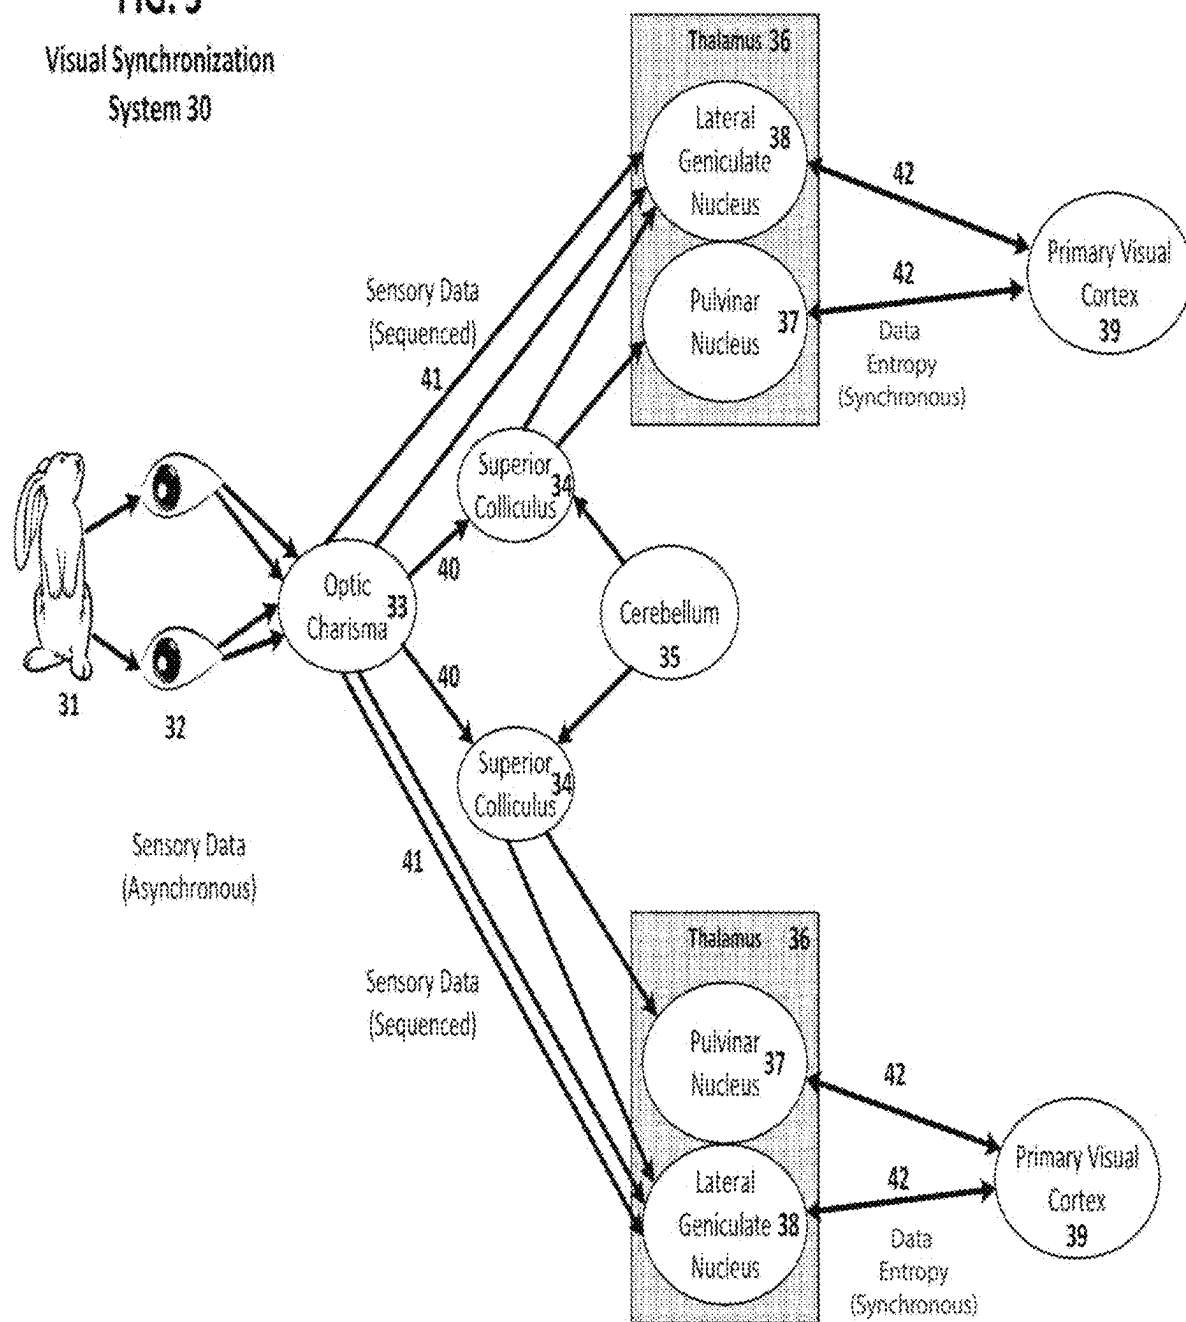 FIG. 3
Visual Synchronization
System 30
Thalamus 36
Lateral
Geniculate
Nucleus
38
Pulvinar
Nucleus
37
42
42
Primary Visual
Cortex
39
Data
Entropy
(Synchronous)
Sensory Data
(Sequenced)
41
Superior
Colliculus
34
40
Optic
Charisma
33
Cerebellum
35
31
32
40
Superior
Colliculus
34
Sensory Data
(Asynchronous)
41
Sensory Data
(Sequenced)
Thalamus 36
Pulvinar
Nucleus
37
Lateral
Geniculate
Nucleus
38
42
42
Primary Visual
Cortex
39
Data
Entropy
(Synchronous)